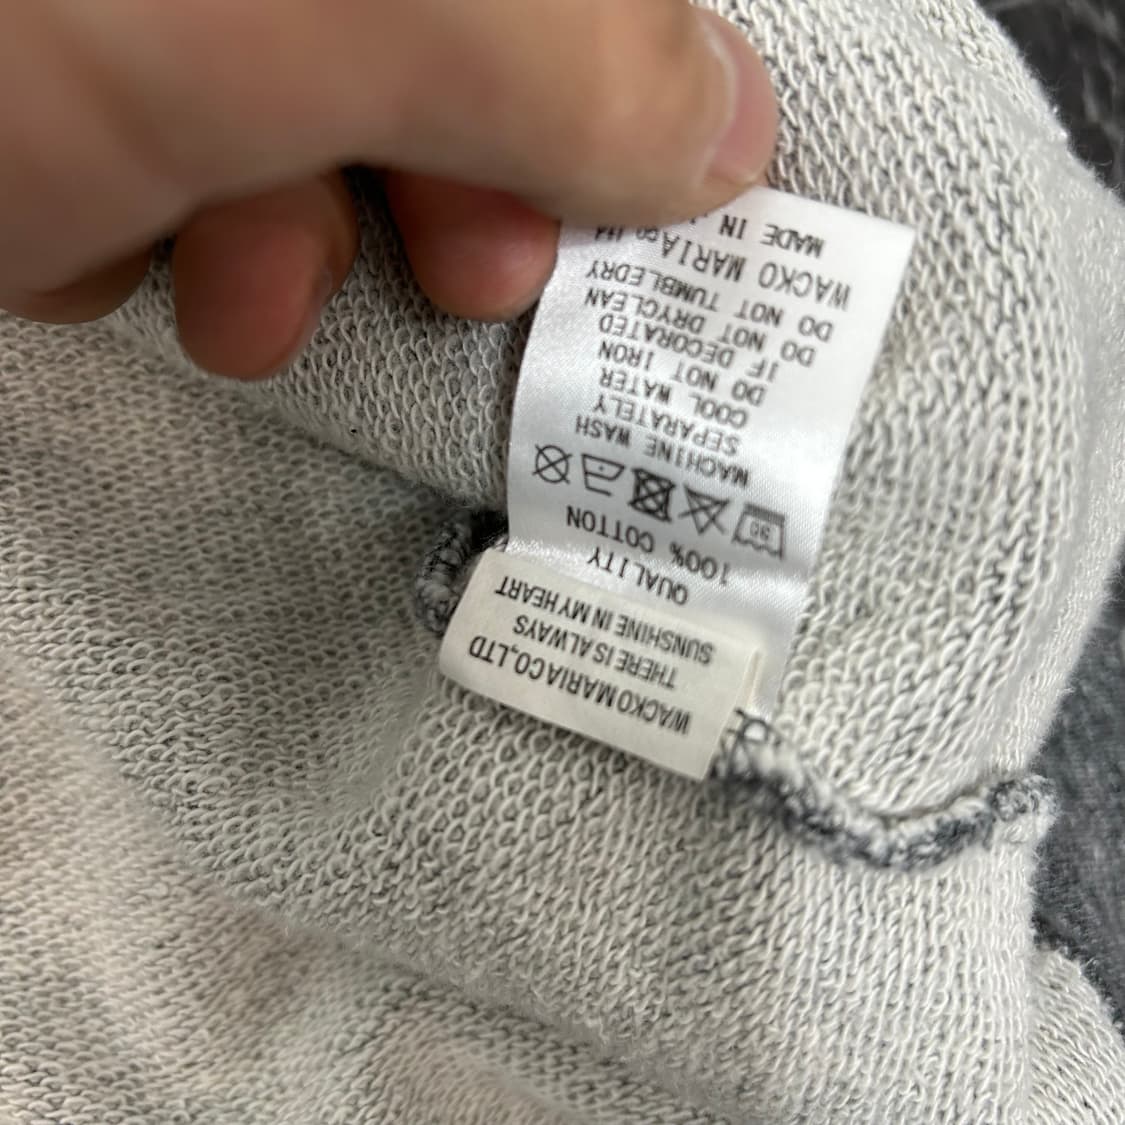 WACKO MARIA CO.,LTD
THERE IS ALWAYS
SUNSHINE IN MY HEART
QUALITY
100% COTTON
30
MACHINE WASH
SEPARATELY
COOL WATER
DO NOT IRON
IF DECORATED
DO NOT DRYCLEAN
DO NOT TUMBLEDRY
WACKO MARIA
MADE IN